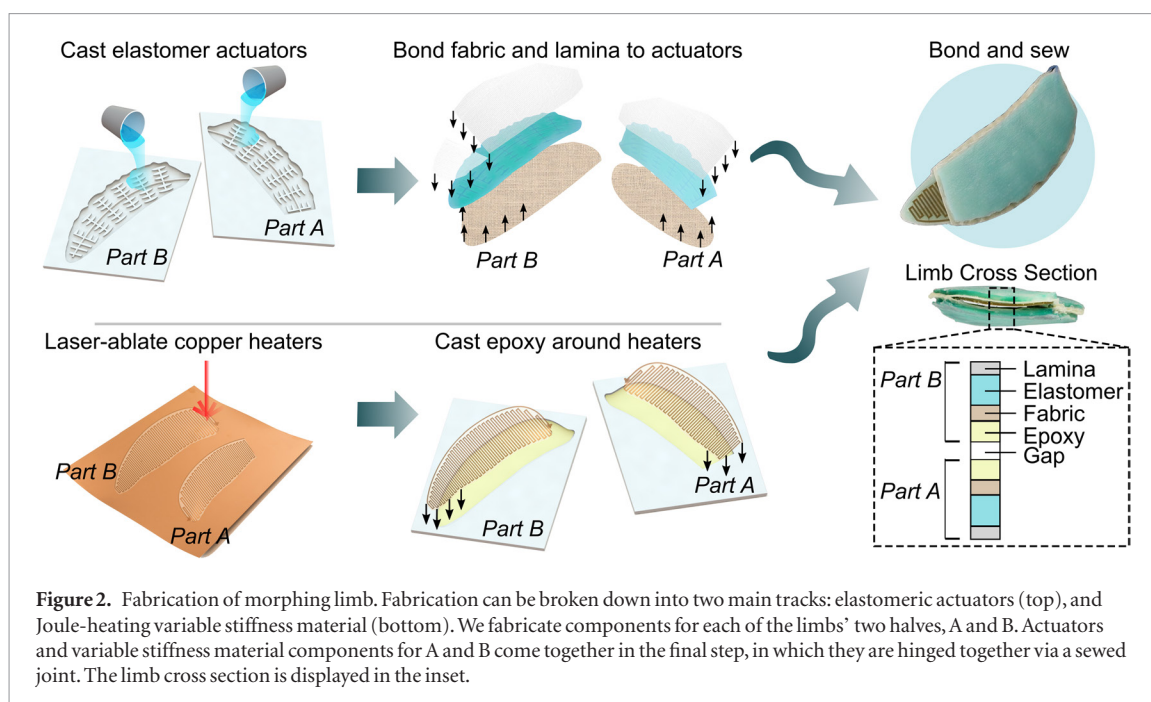 Cast elastomer actuators
Bond fabric and lamina to actuators
Bond and sew
Part B
Part A
Part B
Part A
Limb Cross Section
Laser-ablate copper heaters
Cast epoxy around heaters
Part B
Part A
Part B
Part A
Part B
Lamina
Elastomer
Fabric
Epoxy
Gap
Part A
Figure 2. Fabrication of morphing limb. Fabrication can be broken down into two main tracks: elastomeric actuators (top), and
Joule-heating variable stiffness material (bottom). We fabricate components for each of the limbs’ two halves, A and B. Actuators
and variable stiffness material components for A and B come together in the final step, in which they are hinged together via a sewed
joint. The limb cross section is displayed in the inset.